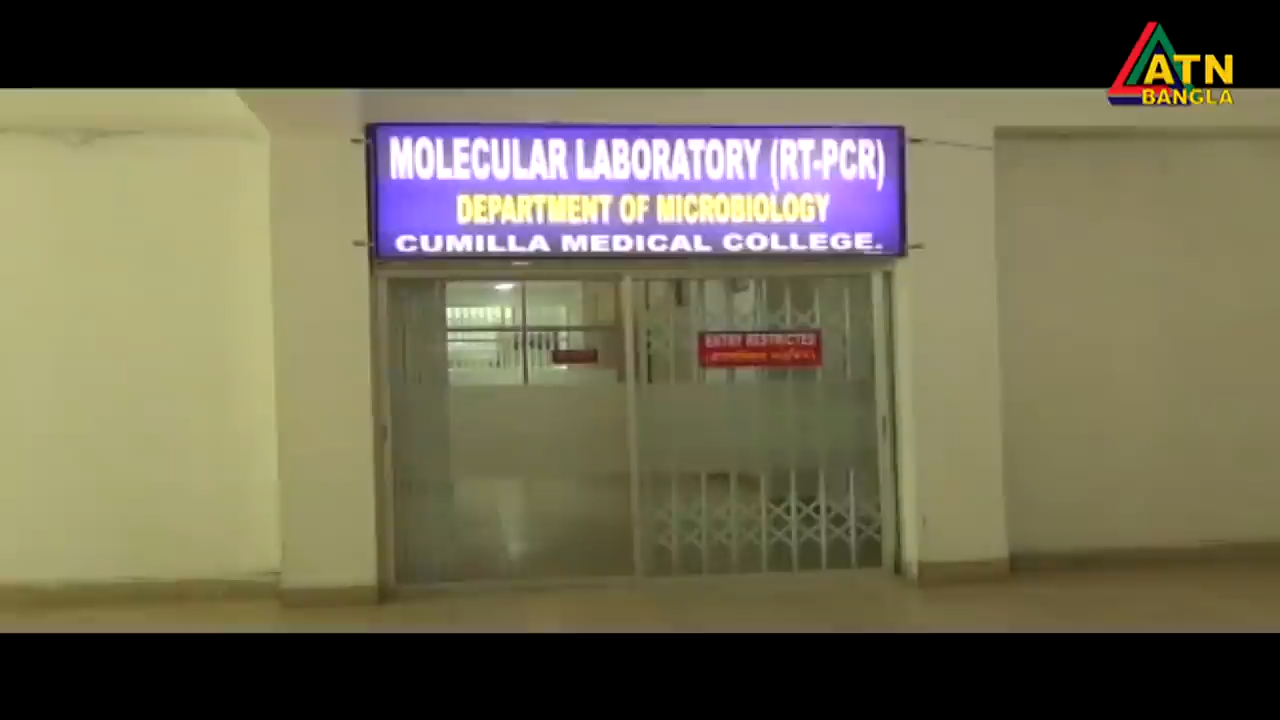 ATN
BANGLA
MOLECULAR LABORATORY (RT-PCR)
DEPARTMENT OF MICROBIOLOGY
CUMILLA MEDICAL COLLEGE.
ENTRY RESTRICTED